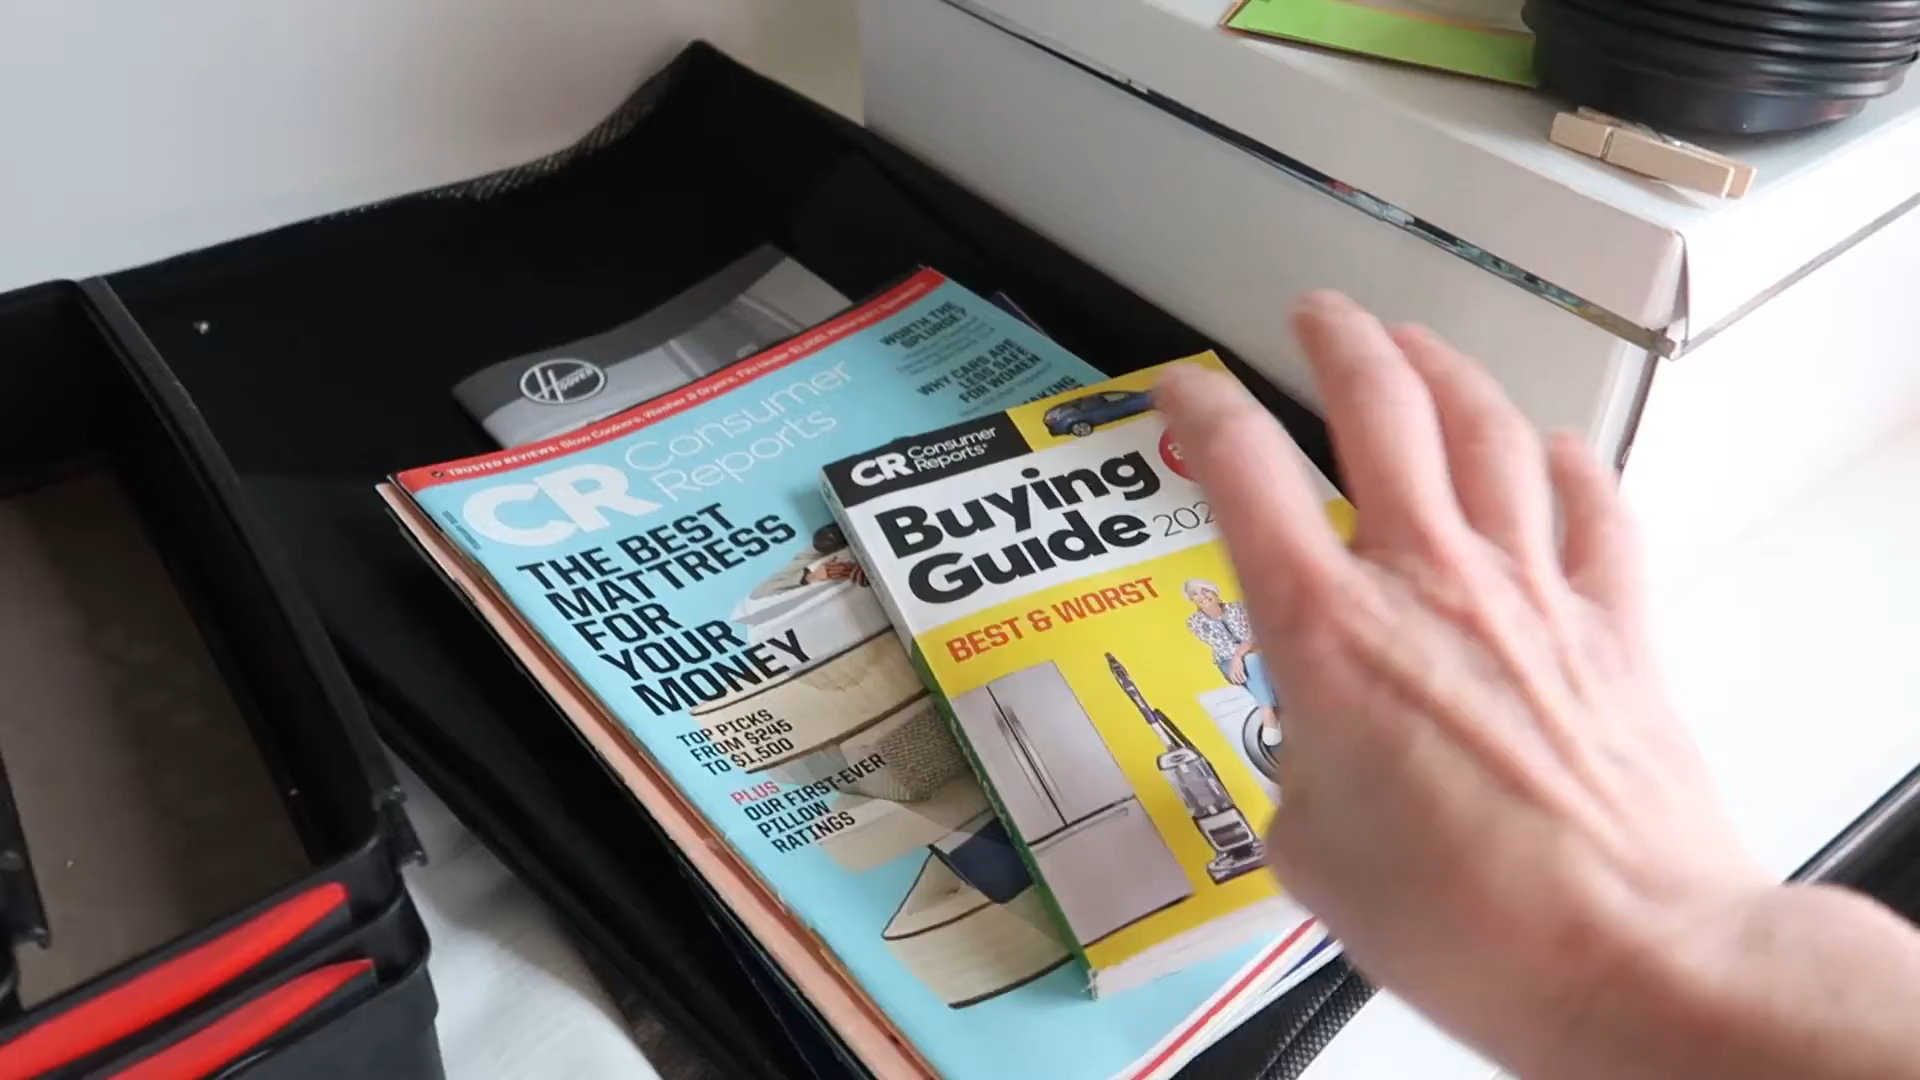 HOOVER
TRUSTED REVIEWS: Slow Cookers, Washer & Dryers,
CR Consumer Reports
WORTH THE
SPLURGE?
WHY CARS ARE
LESS SAFE
FOR WOMEN
THE BEST
MATTRESS
FOR
YOUR
MONEY
TOP PICKS
FROM $245
TO $1,500
PLUS
OUR FIRST-EVER
PILLOW
RATINGS
CR Consumer Reports
Buying
Guide 202
BEST & WORST